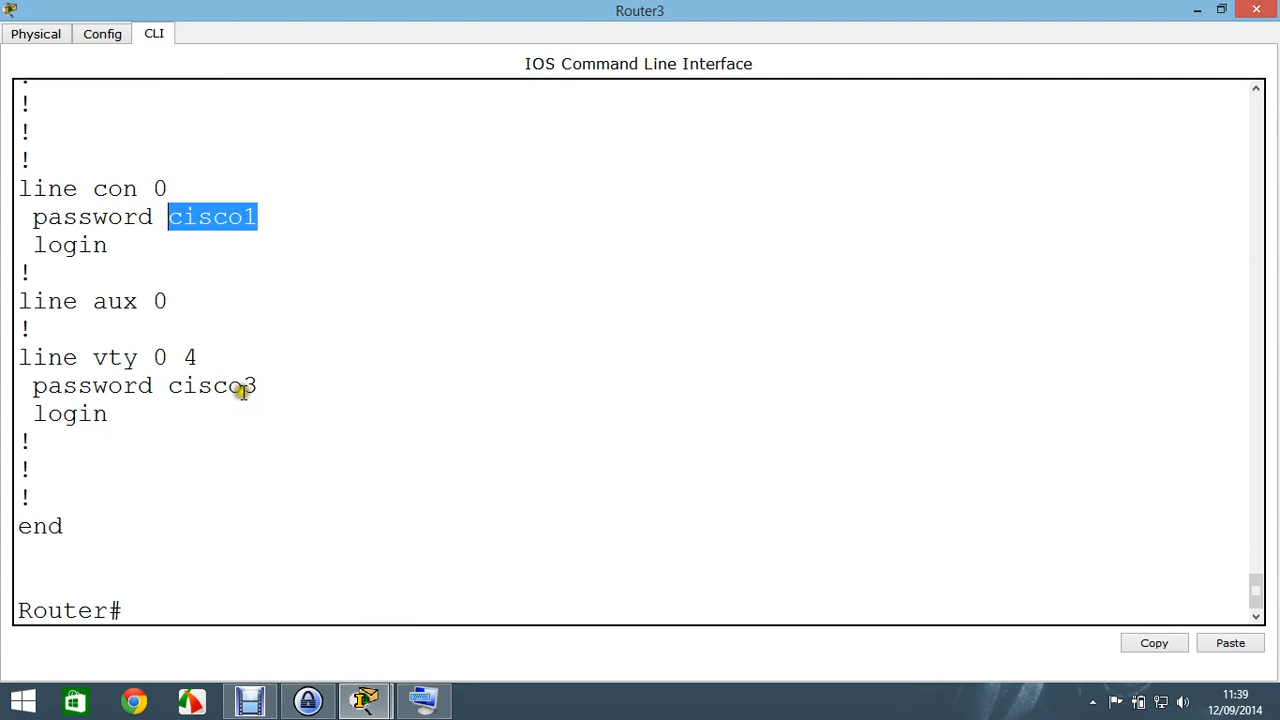 Router3
Physical Config CLI
IOS Command Line Interface
!
!
!
!
line con 0
password cisco1
login
!
line aux 0
!
line vty 0 4
password cisco3
login
!
!
!
end
Router#
Copy Paste
11:39
12/09/2014